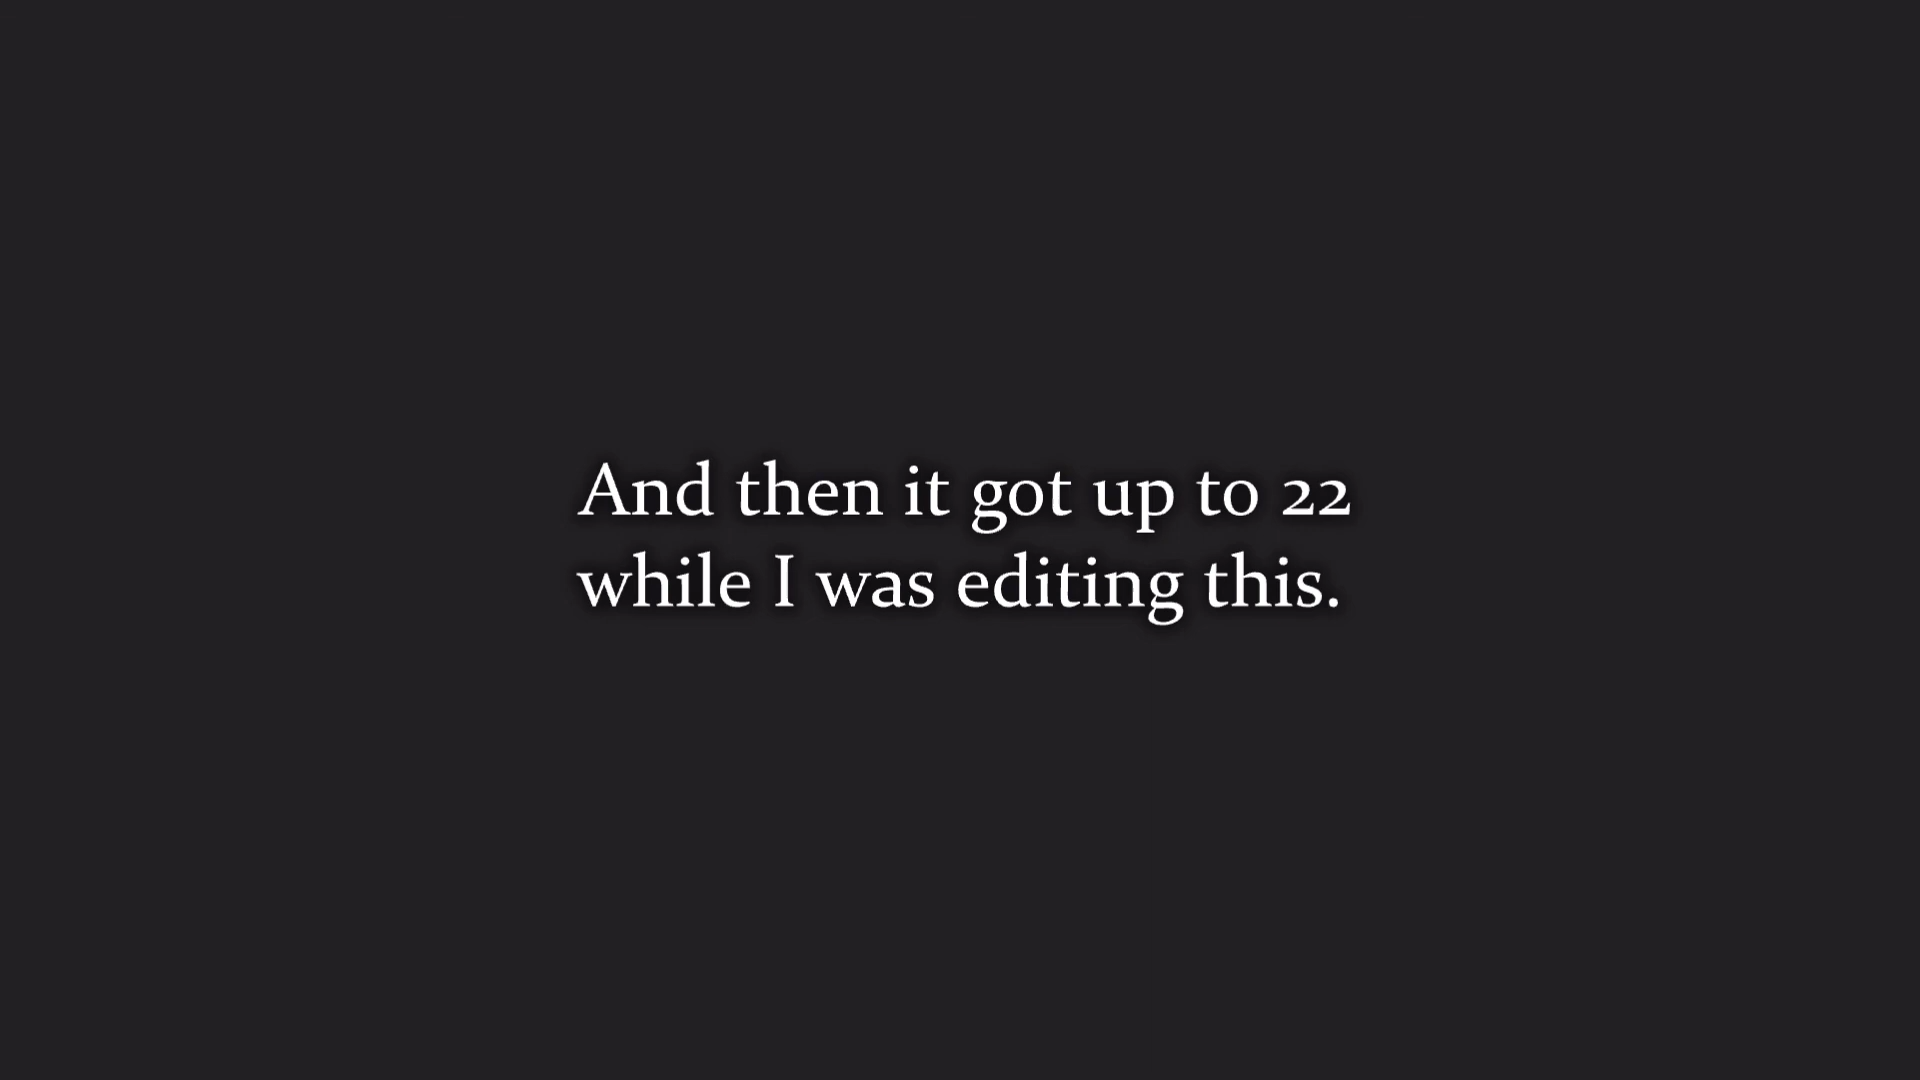 And then it got up to 22
while I was editing this.